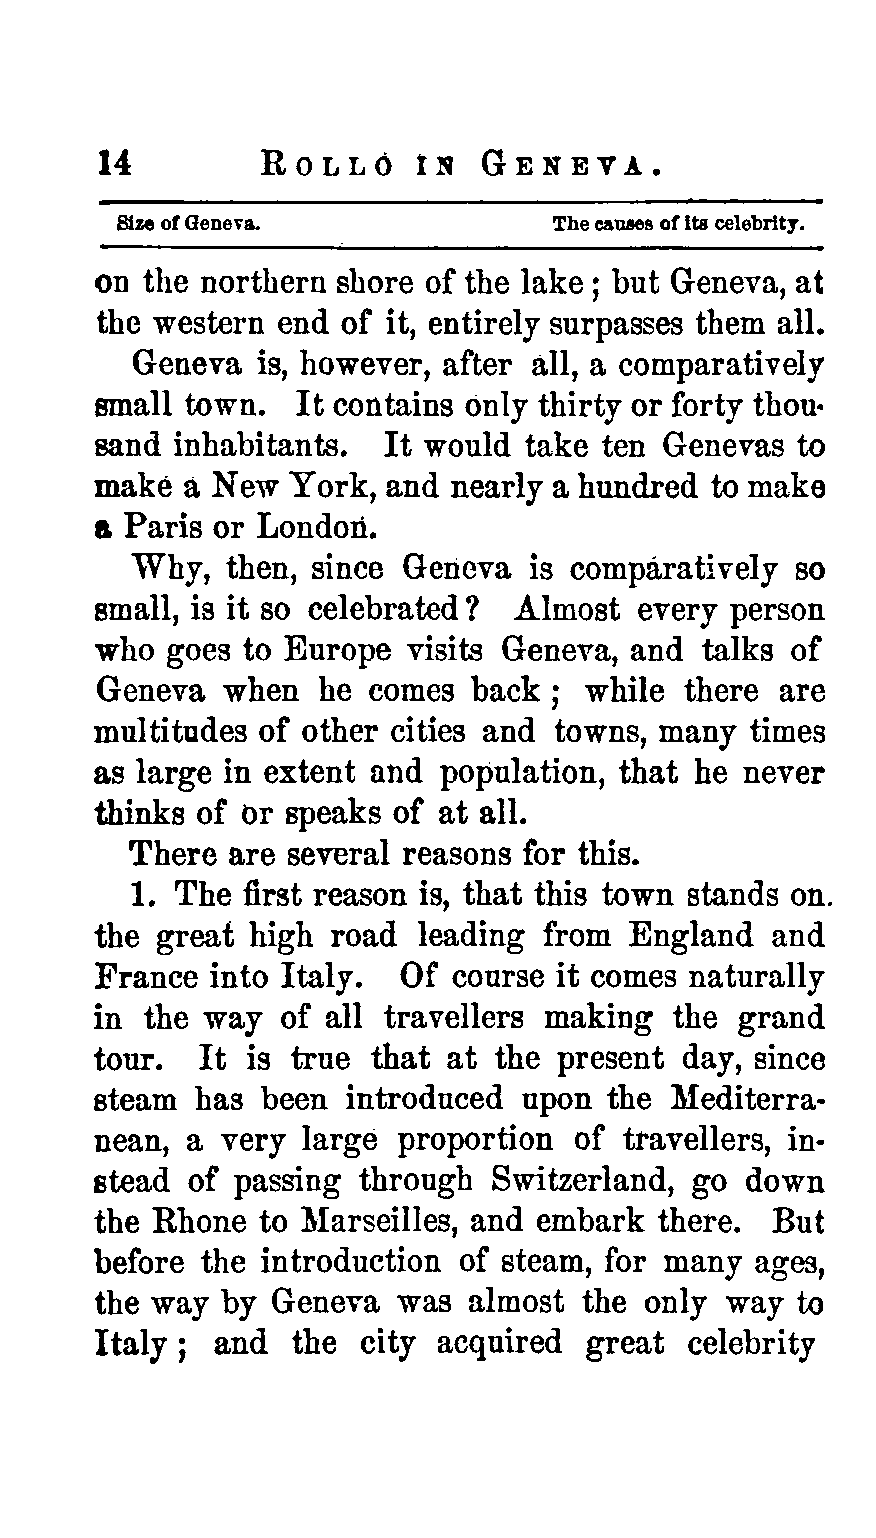 14 ROLLO IN GENEVA.
Size of Geneva. The causes of its celebrity.
on the northern shore of the lake; but Geneva, at
the western end of it, entirely surpasses them all.
Geneva is, however, after all, a comparatively
small town. It contains only thirty or forty thou-
sand inhabitants. It would take ten Genevas to
make a New York, and nearly a hundred to make
a Paris or London.
Why, then, since Geneva is comparatively so
small, is it so celebrated? Almost every person
who goes to Europe visits Geneva, and talks of
Geneva when he comes back; while there are
multitudes of other cities and towns, many times
as large in extent and population, that he never
thinks of or speaks of at all.
There are several reasons for this.
1. The first reason is, that this town stands on.
the great high road leading from England and
France into Italy. Of course it comes naturally
in the way of all travellers making the grand
tour. It is true that at the present day, since
steam has been introduced upon the Mediterra-
nean, a very large proportion of travellers, in-
stead of passing through Switzerland, go down
the Rhone to Marseilles, and embark there. But
before the introduction of steam, for many ages,
the way by Geneva was almost the only way to
Italy; and the city acquired great celebrity